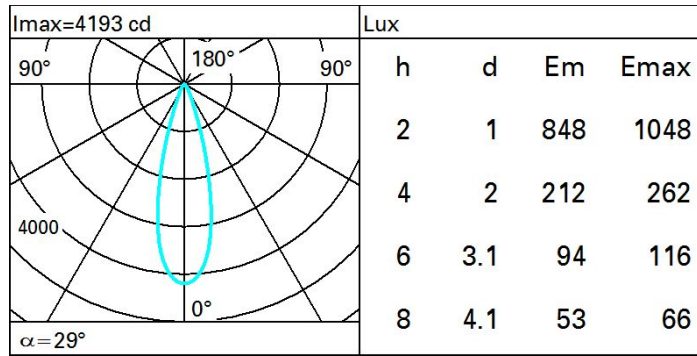 Imax=4193 cd
Lux
90° 180° 90°
4000
0°
α=29°
h d Em Emax
2 1 848 1048
4 2 212 262
6 3.1 94 116
8 4.1 53 66